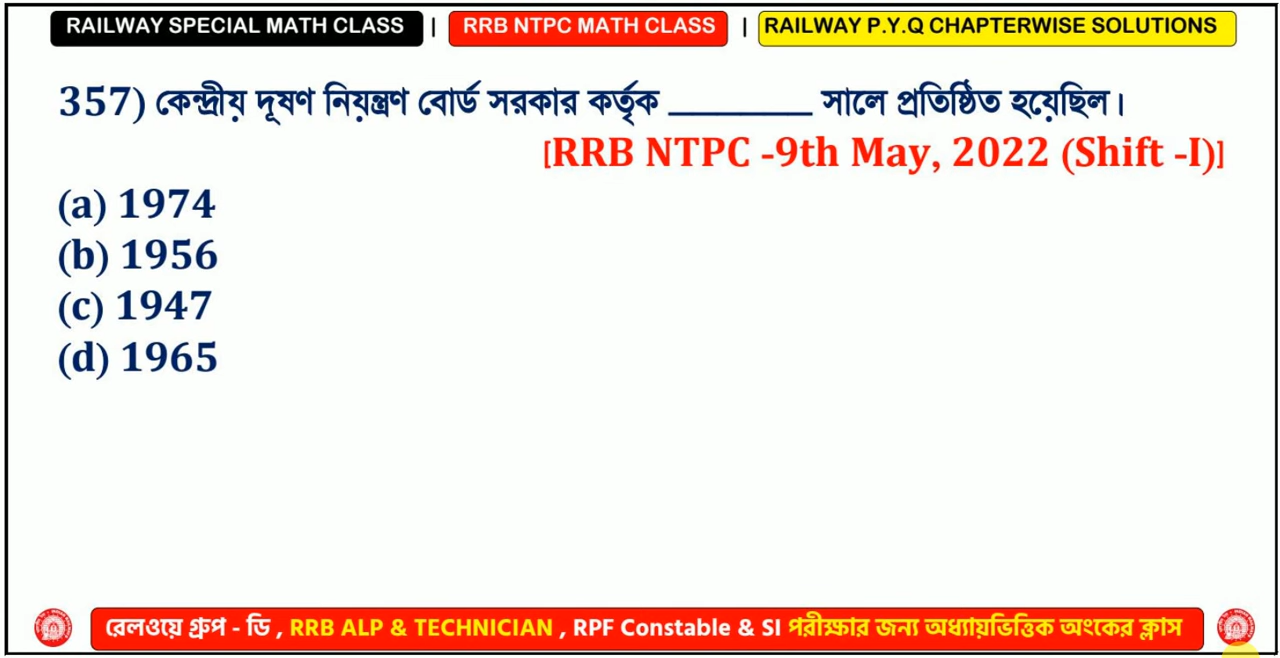 RAILWAY SPECIAL MATH CLASS | RRB NTPC MATH CLASS | RAILWAY P.Y.Q CHAPTERWISE SOLUTIONS
357) কেন্দ্রীয় দূষণ নিয়ন্ত্রণ বোর্ড সরকার কর্তৃক ________ সালে প্রতিষ্ঠিত হয়েছিল।
[RRB NTPC -9th May, 2022 (Shift -I)]
(a) 1974
(b) 1956
(c) 1947
(d) 1965
রেলওয়ে গ্রুপ - ডি , RRB ALP & TECHNICIAN , RPF Constable & SI পরীক্ষার জন্য অধ্যায়ভিত্তিক অংকের ক্লাস